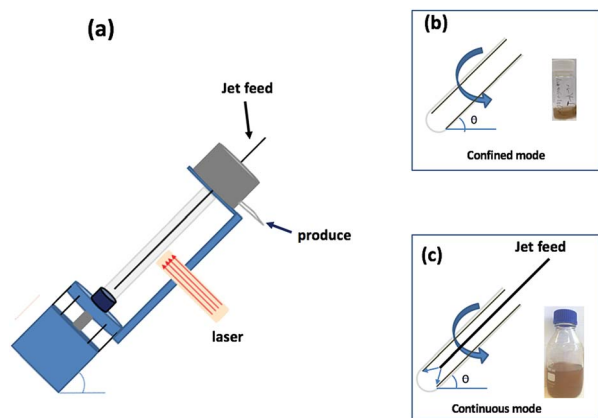 (a)
Jet feed
produce
laser
(b)
θ
Confined mode
Jet feed
(c)
θ
Continuous mode